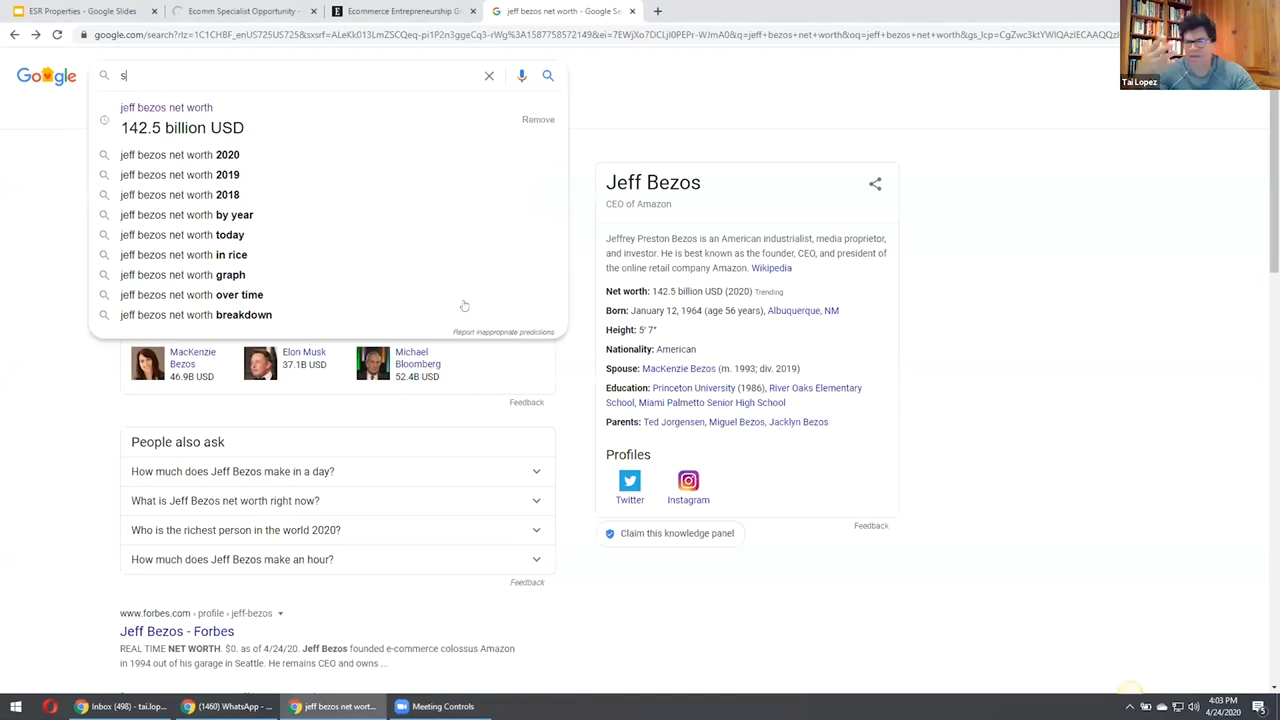 ESR Properties - Google Slides
Ecomm Specialist Opportunity -
Ecommerce Entrepreneurship G
jeff bezos net worth - Google Se
google.com/search?rlz=1C1CHBF_enUS725US725&sxsrf=
Tai Lopez
Google
s
jeff bezos net worth
142.5 billion USD
Remove
jeff bezos net worth 2020
jeff bezos net worth 2019
jeff bezos net worth 2018
jeff bezos net worth by year
jeff bezos net worth today
jeff bezos net worth in rice
jeff bezos net worth graph
jeff bezos net worth over time
jeff bezos net worth breakdown
Report inappropriate predictions
MacKenzie
Bezos
46.9B USD
Elon Musk
37.1B USD
Michael
Bloomberg
52.4B USD
Feedback
People also ask
How much does Jeff Bezos make in a day?
What is Jeff Bezos net worth right now?
Who is the richest person in the world 2020?
How much does Jeff Bezos make an hour?
Feedback
www.forbes.com › profile › jeff-bezos
Jeff Bezos - Forbes
REAL TIME NET WORTH. $0. as of 4/24/20. Jeff Bezos founded e-commerce colossus Amazon
in 1994 out of his garage in Seattle. He remains CEO and owns ...
Jeff Bezos
CEO of Amazon
Jeffrey Preston Bezos is an American industrialist, media proprietor,
and investor. He is best known as the founder, CEO, and president of
the online retail company Amazon. Wikipedia
Net worth: 142.5 billion USD (2020) Trending
Born: January 12, 1964 (age 56 years), Albuquerque, NM
Height: 5' 7"
Nationality: American
Spouse: MacKenzie Bezos (m. 1993; div. 2019)
Education: Princeton University (1986), River Oaks Elementary
School, Miami Palmetto Senior High School
Parents: Ted Jorgensen, Miguel Bezos, Jacklyn Bezos
Profiles
Twitter
Instagram
Feedback
Claim this knowledge panel
Inbox (498) - tai.lop...
(1460) WhatsApp - ...
jeff bezos net wort...
Meeting Controls
4:03 PM
4/24/2020
5